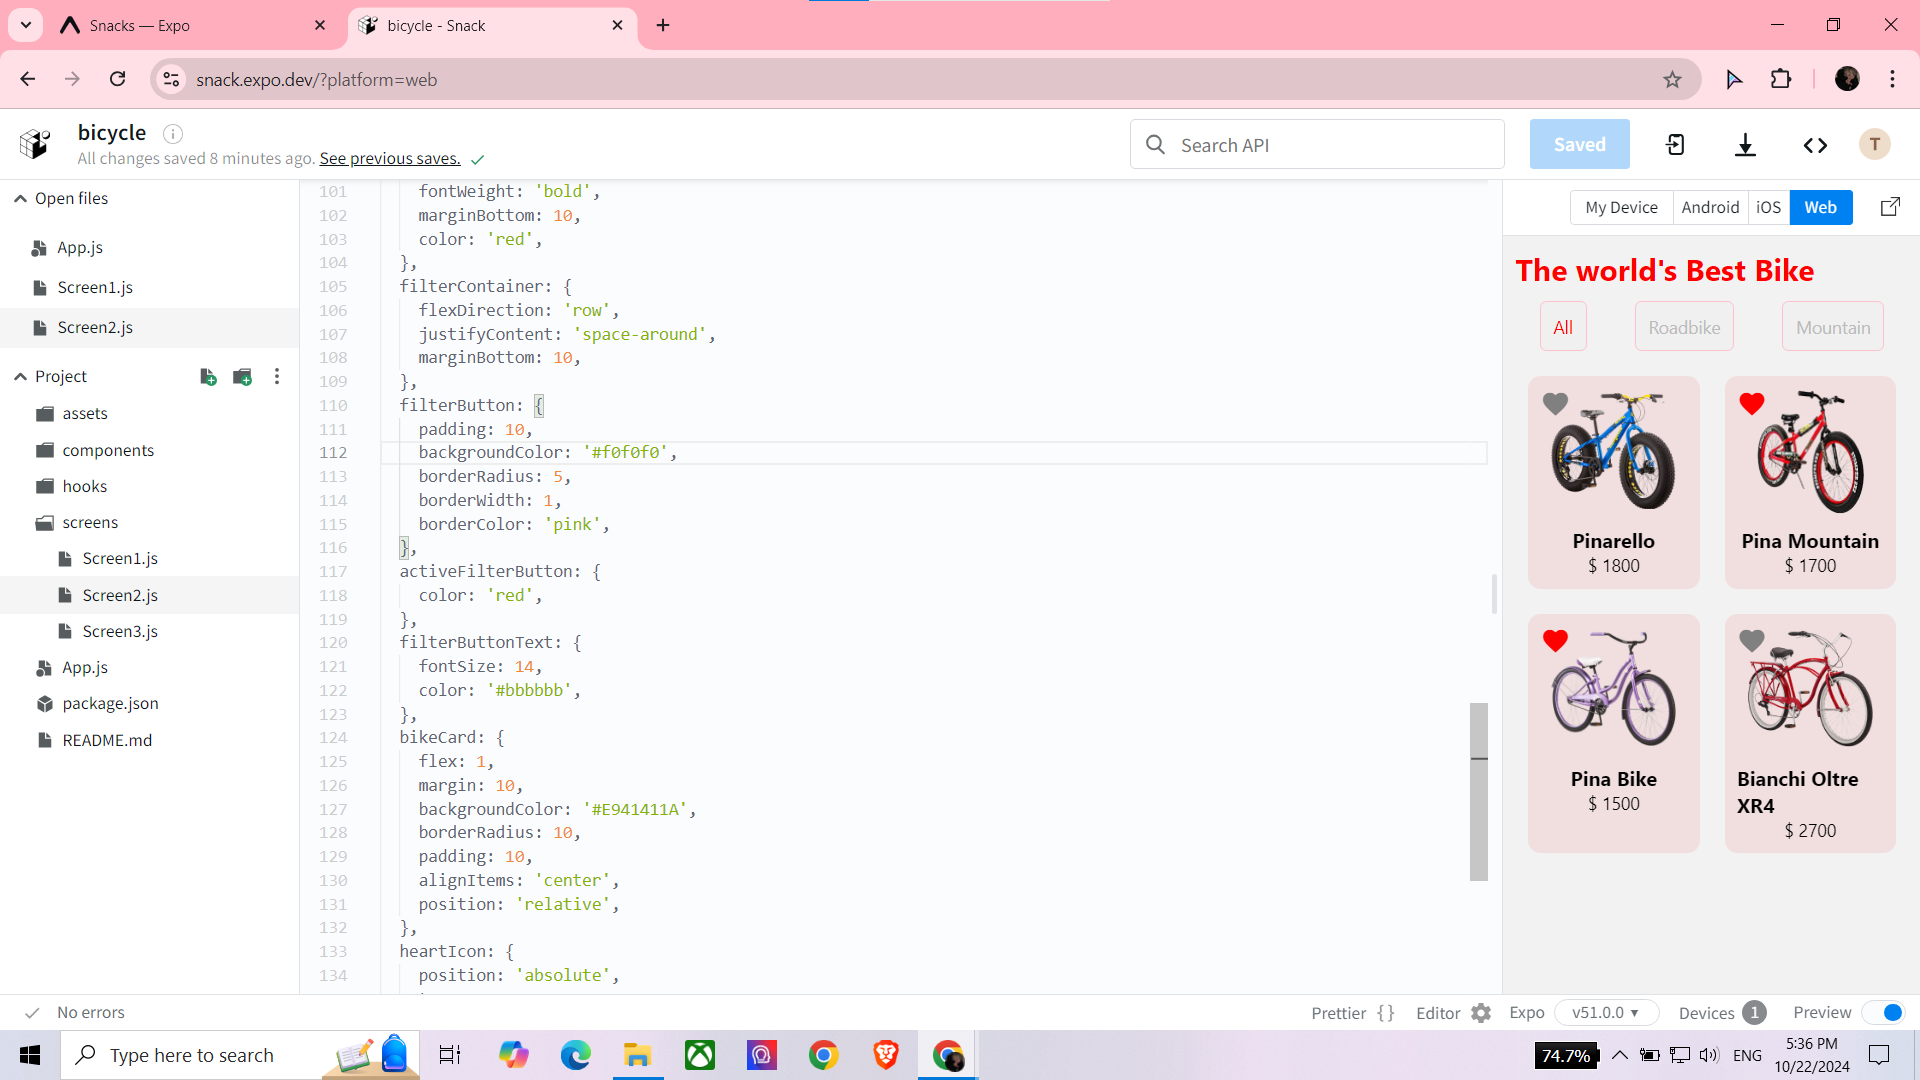 Snacks — Expo
bicycle - Snack
snack.expo.dev/?platform=web
bicycle
All changes saved 8 minutes ago. See previous saves.
Search API
Saved
T
Open files
App.js
Screen1.js
Screen2.js
Project
assets
components
hooks
screens
Screen1.js
Screen2.js
Screen3.js
App.js
package.json
README.md
101 fontWeight: 'bold',
102 marginBottom: 10,
103 color: 'red',
104 },
105 filterContainer: {
106 flexDirection: 'row',
107 justifyContent: 'space-around',
108 marginBottom: 10,
109 },
110 filterButton: {
111 padding: 10,
112 backgroundColor: '#f0f0f0',
113 borderRadius: 5,
114 borderWidth: 1,
115 borderColor: 'pink',
116 },
117 activeFilterButton: {
118 color: 'red',
119 },
120 filterButtonText: {
121 fontSize: 14,
122 color: '#bbbbbb',
123 },
124 bikeCard: {
125 flex: 1,
126 margin: 10,
127 backgroundColor: '#E941411A',
128 borderRadius: 10,
129 padding: 10,
130 alignItems: 'center',
131 position: 'relative',
132 },
133 heartIcon: {
134 position: 'absolute',
My Device Android iOS Web
The world's Best Bike
All Roadbike Mountain
Pinarello
$ 1800
Pina Mountain
$ 1700
Pina Bike
$ 1500
Bianchi Oltre
XR4
$ 2700
No errors
Prettier {} Editor Expo v51.0.0 Devices 1 Preview
Type here to search
74.7%
ENG
5:36 PM
10/22/2024